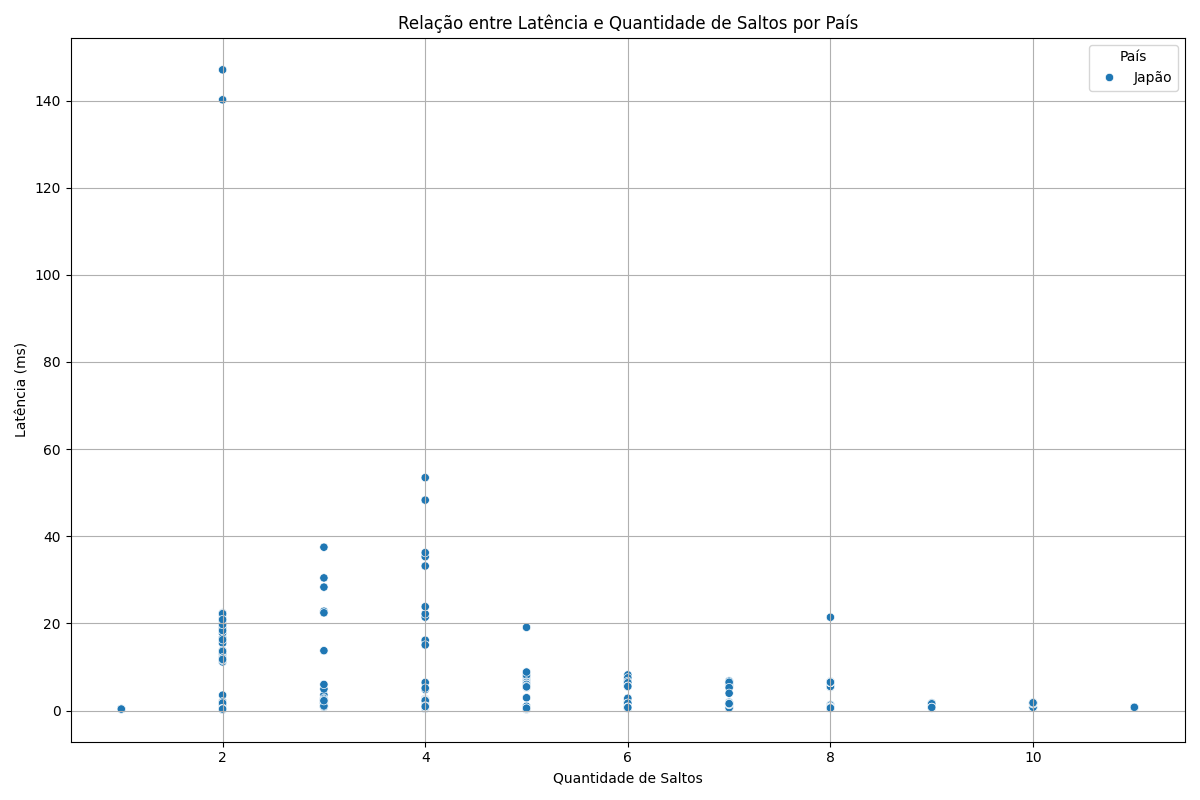 Relação entre Latência e Quantidade de Saltos por País
País
Japão
Latência (ms)
140
120
100
80
60
40
20
0
2
4
6
8
10
Quantidade de Saltos